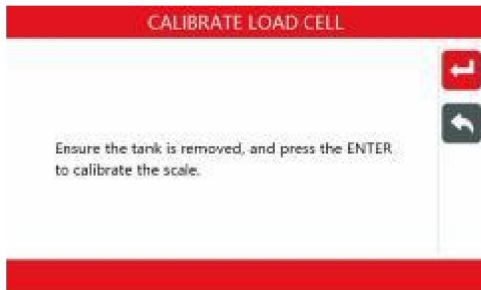 CALIBRATE LOAD CELL
Ensure the tank is removed, and press the ENTER
to calibrate the scale.